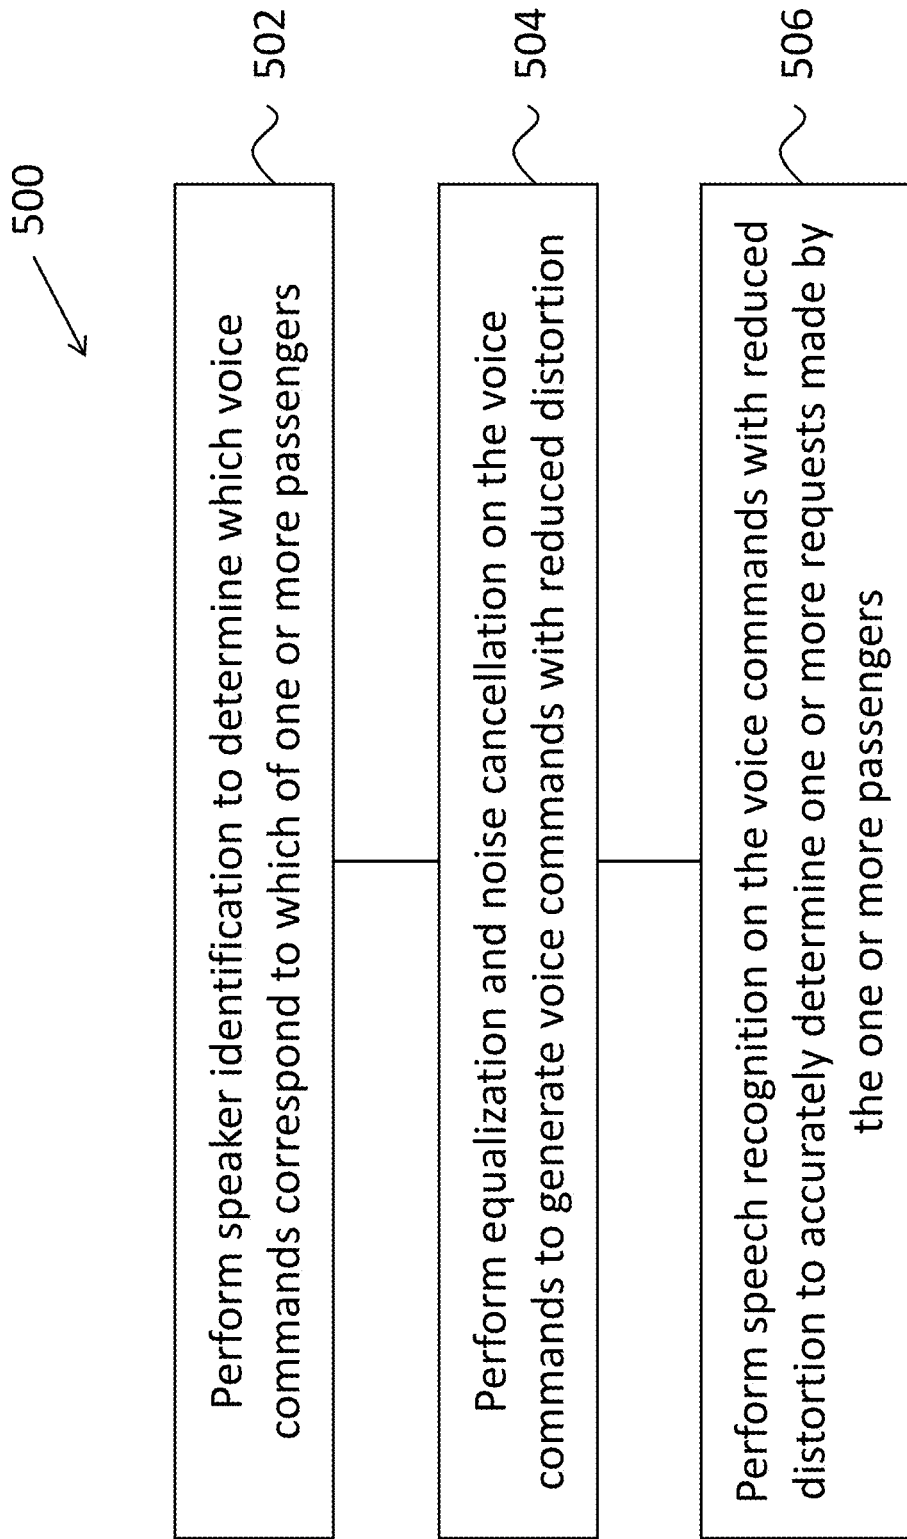 500
Perform speaker identification to determine which voice
commands correspond to which of one or more passengers
502
Perform equalization and noise cancellation on the voice
commands to generate voice commands with reduced distortion
504
Perform speech recognition on the voice commands with reduced
distortion to accurately determine one or more requests made by
the one or more passengers
506